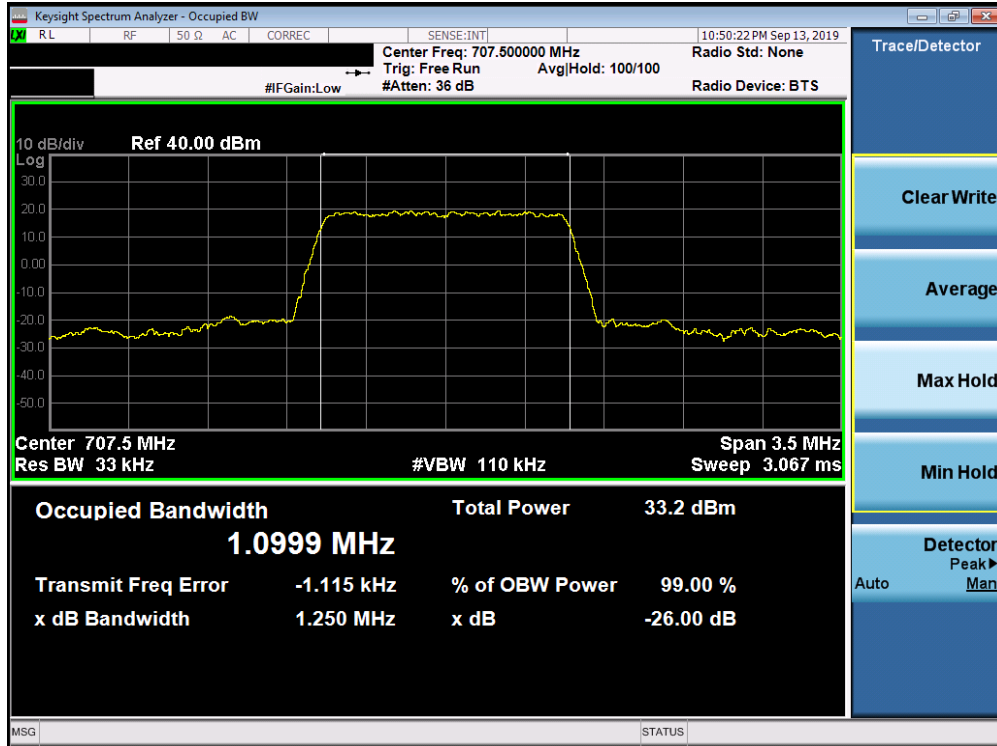 Keysight Spectrum Analyzer - Occupied BW
LXI RL RF 50 Ω AC CORREC SENSE:INT 10:50:22 PM Sep 13, 2019
Center Freq: 707.500000 MHz Radio Std: None
Trig: Free Run Avg|Hold: 100/100
#IFGain:Low #Atten: 36 dB Radio Device: BTS
Trace/Detector
10 dB/div Ref 40.00 dBm
Log
30.0
20.0
10.0
0.00
-10.0
-20.0
-30.0
-40.0
-50.0
Center 707.5 MHz Span 3.5 MHz
Res BW 33 kHz #VBW 110 kHz Sweep 3.067 ms
Occupied Bandwidth Total Power 33.2 dBm
1.0999 MHz
Transmit Freq Error -1.115 kHz % of OBW Power 99.00 %
x dB Bandwidth 1.250 MHz x dB -26.00 dB
Clear Write
Average
Max Hold
Min Hold
Detector
Peak▶
Auto Man
MSG STATUS